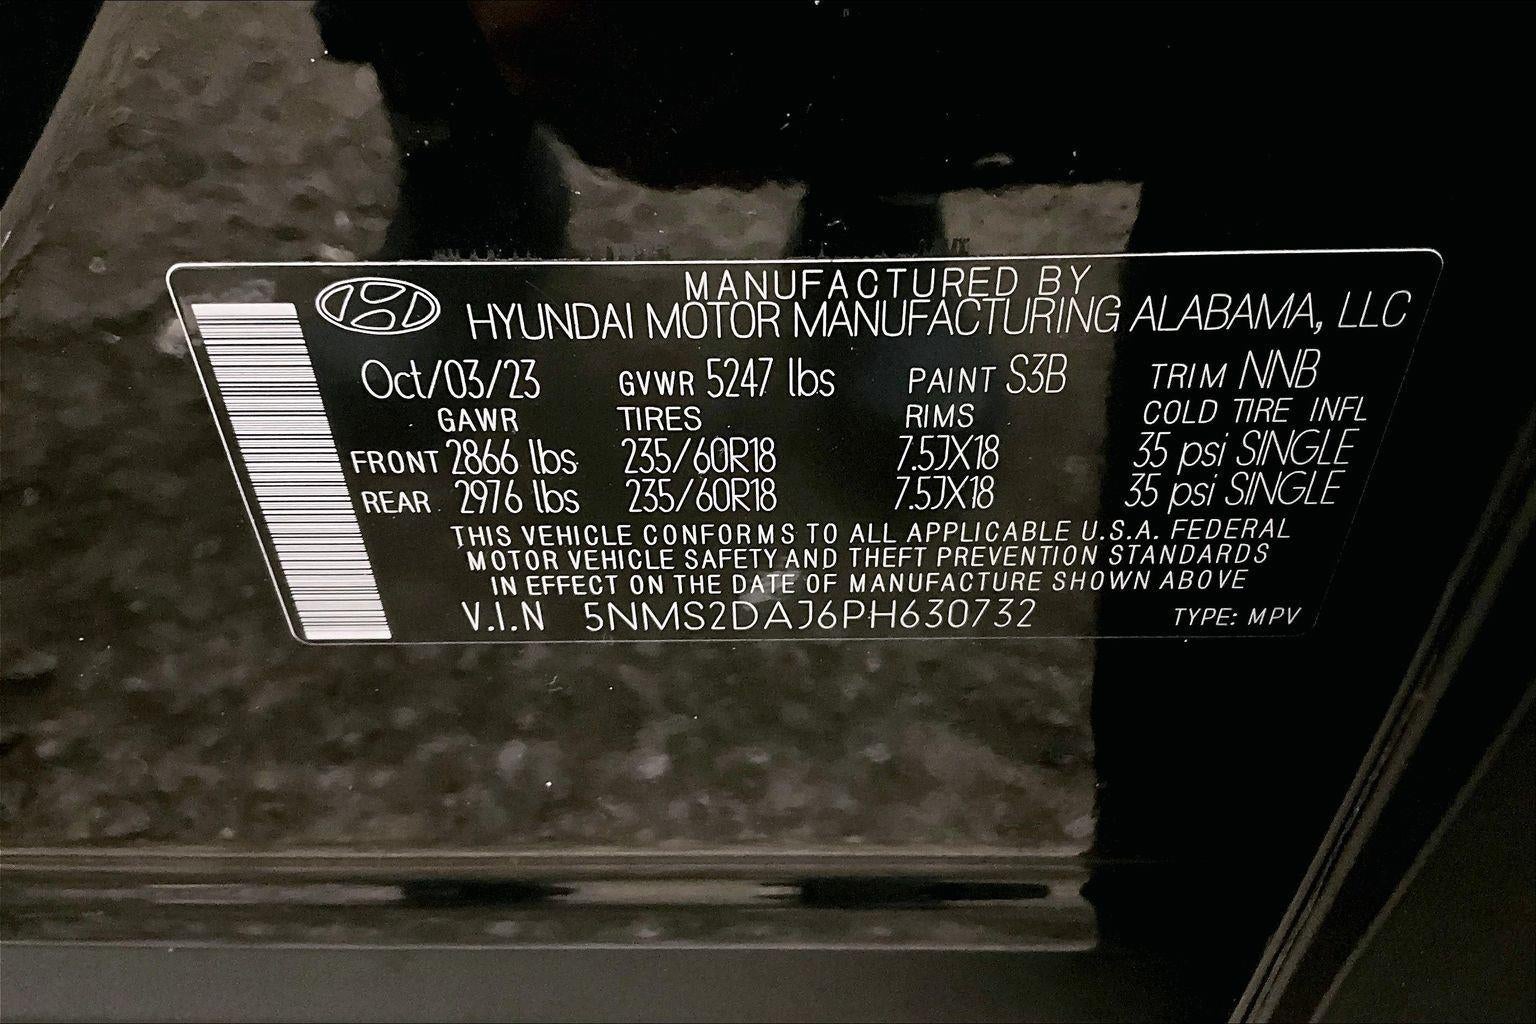 MANUFACTURED BY
HYUNDAI MOTOR MANUFACTURING ALABAMA, LLC
Oct/03/23 GVWR 5247 lbs PAINT S3B TRIM NNB
GAWR TIRES RIMS COLD TIRE INFL
FRONT 2866 lbs 235/60R18 7.5JX18 35 psi SINGLE
REAR 2976 lbs 235/60R18 7.5JX18 35 psi SINGLE
THIS VEHICLE CONFORMS TO ALL APPLICABLE U.S.A. FEDERAL
MOTOR VEHICLE SAFETY AND THEFT PREVENTION STANDARDS
IN EFFECT ON THE DATE OF MANUFACTURE SHOWN ABOVE
V.I.N 5NMS2DAJ6PH630732 TYPE: MPV